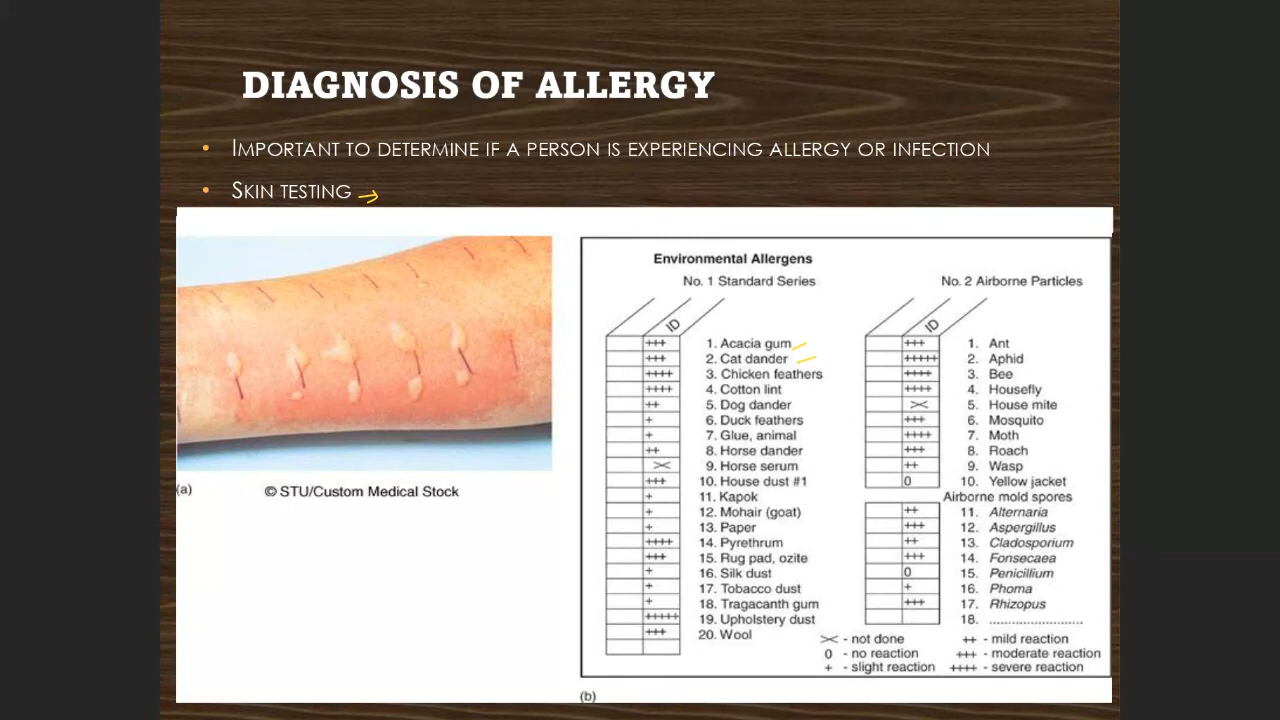 DIAGNOSIS OF ALLERGY
• IMPORTANT TO DETERMINE IF A PERSON IS EXPERIENCING ALLERGY OR INFECTION
• SKIN TESTING
(a)
© STU/Custom Medical Stock
Environmental Allergens
No. 1 Standard Series
ID
+++ 1. Acacia gum
+++ 2. Cat dander
++++ 3. Chicken feathers
++++ 4. Cotton lint
++ 5. Dog dander
+ 6. Duck feathers
+ 7. Glue, animal
++ 8. Horse dander
9. Horse serum
+++ 10. House dust #1
+ 11. Kapok
+ 12. Mohair (goat)
+ 13. Paper
++++ 14. Pyrethrum
+++ 15. Rug pad, ozite
+ 16. Silk dust
+ 17. Tobacco dust
+ 18. Tragacanth gum
+++++ 19. Upholstery dust
+++ 20. Wool
No. 2 Airborne Particles
ID
+++ 1. Ant
+++++ 2. Aphid
++++ 3. Bee
++++ 4. Housefly
5. House mite
+++ 6. Mosquito
++++ 7. Moth
+++ 8. Roach
++ 9. Wasp
0 10. Yellow jacket
Airborne mold spores
++ 11. Alternaria
+++ 12. Aspergillus
++ 13. Cladosporium
+++ 14. Fonsecaea
0 15. Penicillium
+ 16. Phoma
+++ 17. Rhizopus
18. ........................
- not done ++ - mild reaction
0 - no reaction +++ - moderate reaction
+ - slight reaction ++++ - severe reaction
(b)